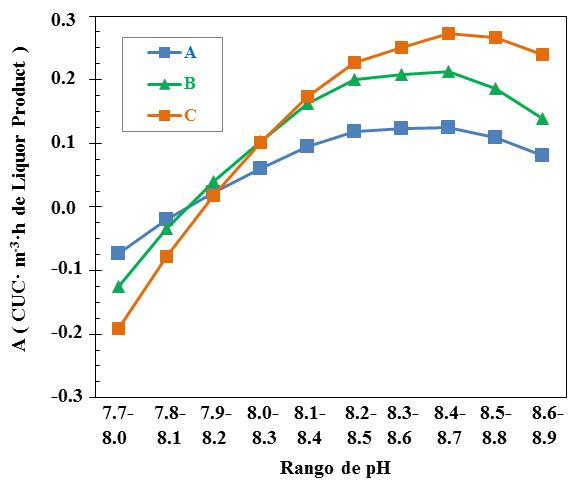 A ( CUC· m-3·h de Liquor Product )
0.3
0.2
0.1
0.0
-0.1
-0.2
-0.3
A
B
C
7.7- 7.8- 7.9- 8.0- 8.1- 8.2- 8.3- 8.4- 8.5- 8.6-
8.0 8.1 8.2 8.3 8.4 8.5 8.6 8.7 8.8 8.9
Rango de pH